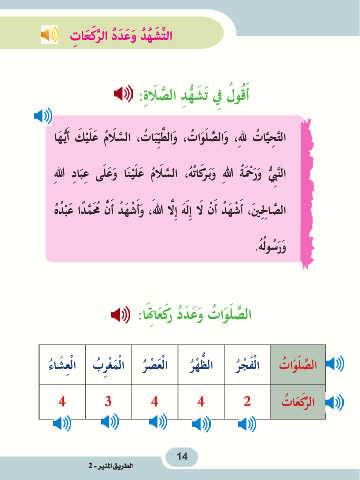 التَّشَهُّدُ وَعَدَدُ الرَّكَعَاتِ
أَقُولُ فِي تَشَهُّدِ الصَّلَاةِ:
التَّحِيَّاتُ لِلهِ، وَالصَّلَوَاتُ، وَالطَّيِّبَاتُ، السَّلَامُ عَلَيْكَ أَيُّهَا
النَّبِيُّ وَرَحْمَةُ اللهِ وَبَرَكَاتُهُ، السَّلَامُ عَلَيْنَا وَعَلَى عِبَادِ اللهِ
الصَّالِحِينَ، أَشْهَدُ أَنْ لَا إِلَهَ إِلَّا اللهُ، وَأَشْهَدُ أَنَّ مُحَمَّدًا عَبْدُهُ
وَرَسُولُهُ.
الصَّلَوَاتُ وَعَدَدُ رَكَعَاتِهَا:
الصَّلَوَاتُ الْفَجْرُ الظُّهْرُ الْعَصْرُ الْمَغْرِبُ الْعِشَاءُ
الرَّكَعَاتُ 2 4 4 3 4
14
الطريق المنير - 2